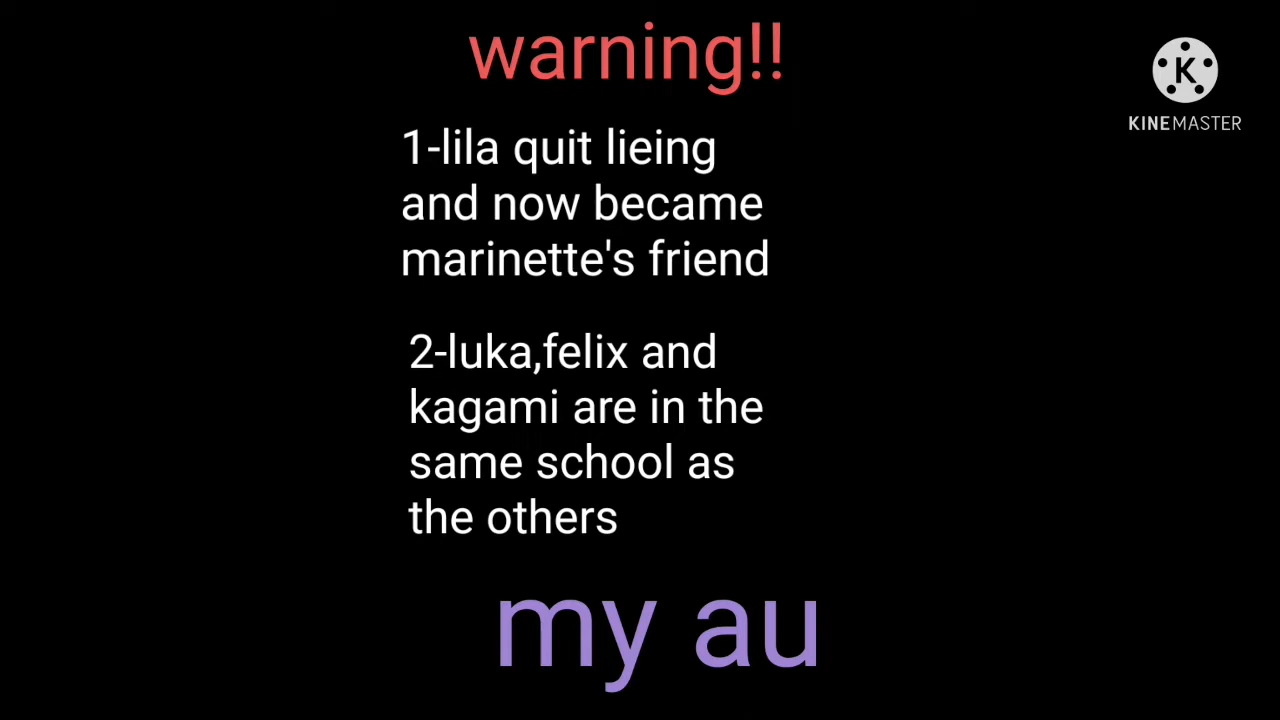 warning!!
K
KINEMASTER
1-lila quit lieing
and now became
marinette's friend
2-luka,felix and
kagami are in the
same school as
the others
my au